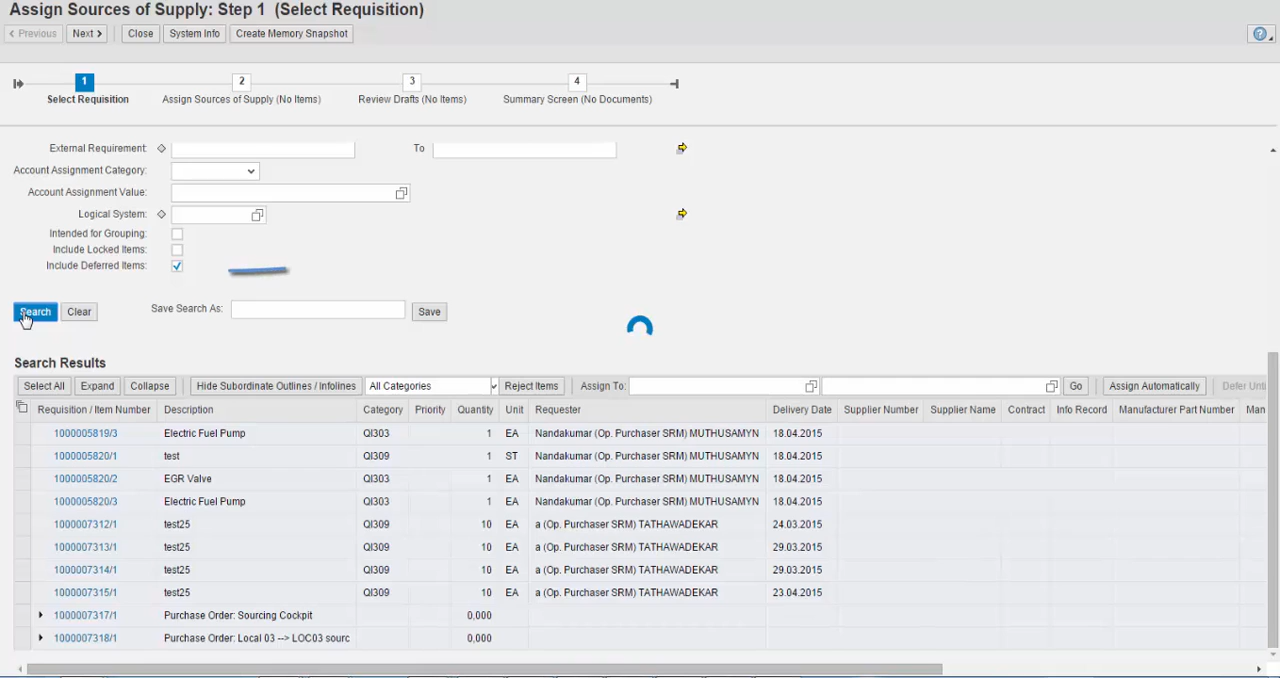 Assign Sources of Supply: Step 1 (Select Requisition)
< Previous Next > Close System Info Create Memory Snapshot
1 2 3 4
Select Requisition Assign Sources of Supply (No Items) Review Drafts (No Items) Summary Screen (No Documents)
External Requirement: To
Account Assignment Category:
Account Assignment Value:
Logical System:
Intended for Grouping:
Include Locked Items:
Include Deferred Items:
Search Clear Save Search As: Save
Search Results
Select All Expand Collapse Hide Subordinate Outlines / Infolines All Categories Reject Items Assign To: Go Assign Automatically Defer Unti
Requisition / Item Number Description Category Priority Quantity Unit Requester Delivery Date Supplier Number Supplier Name Contract Info Record Manufacturer Part Number Man
1000005819/3 Electric Fuel Pump QI303 1 EA Nandakumar (Op. Purchaser SRM) MUTHUSAMYN 18.04.2015
1000005820/1 test QI309 1 ST Nandakumar (Op. Purchaser SRM) MUTHUSAMYN 18.04.2015
1000005820/2 EGR Valve QI303 1 EA Nandakumar (Op. Purchaser SRM) MUTHUSAMYN 18.04.2015
1000005820/3 Electric Fuel Pump QI303 1 EA Nandakumar (Op. Purchaser SRM) MUTHUSAMYN 18.04.2015
1000007312/1 test25 QI309 10 EA a (Op. Purchaser SRM) TATHAWADEKAR 24.03.2015
1000007313/1 test25 QI309 10 EA a (Op. Purchaser SRM) TATHAWADEKAR 29.03.2015
1000007314/1 test25 QI309 10 EA a (Op. Purchaser SRM) TATHAWADEKAR 29.03.2015
1000007315/1 test25 QI309 10 EA a (Op. Purchaser SRM) TATHAWADEKAR 23.04.2015
1000007317/1 Purchase Order: Sourcing Cockpit 0,000
1000007318/1 Purchase Order: Local 03 --> LOC03 sourc 0,000